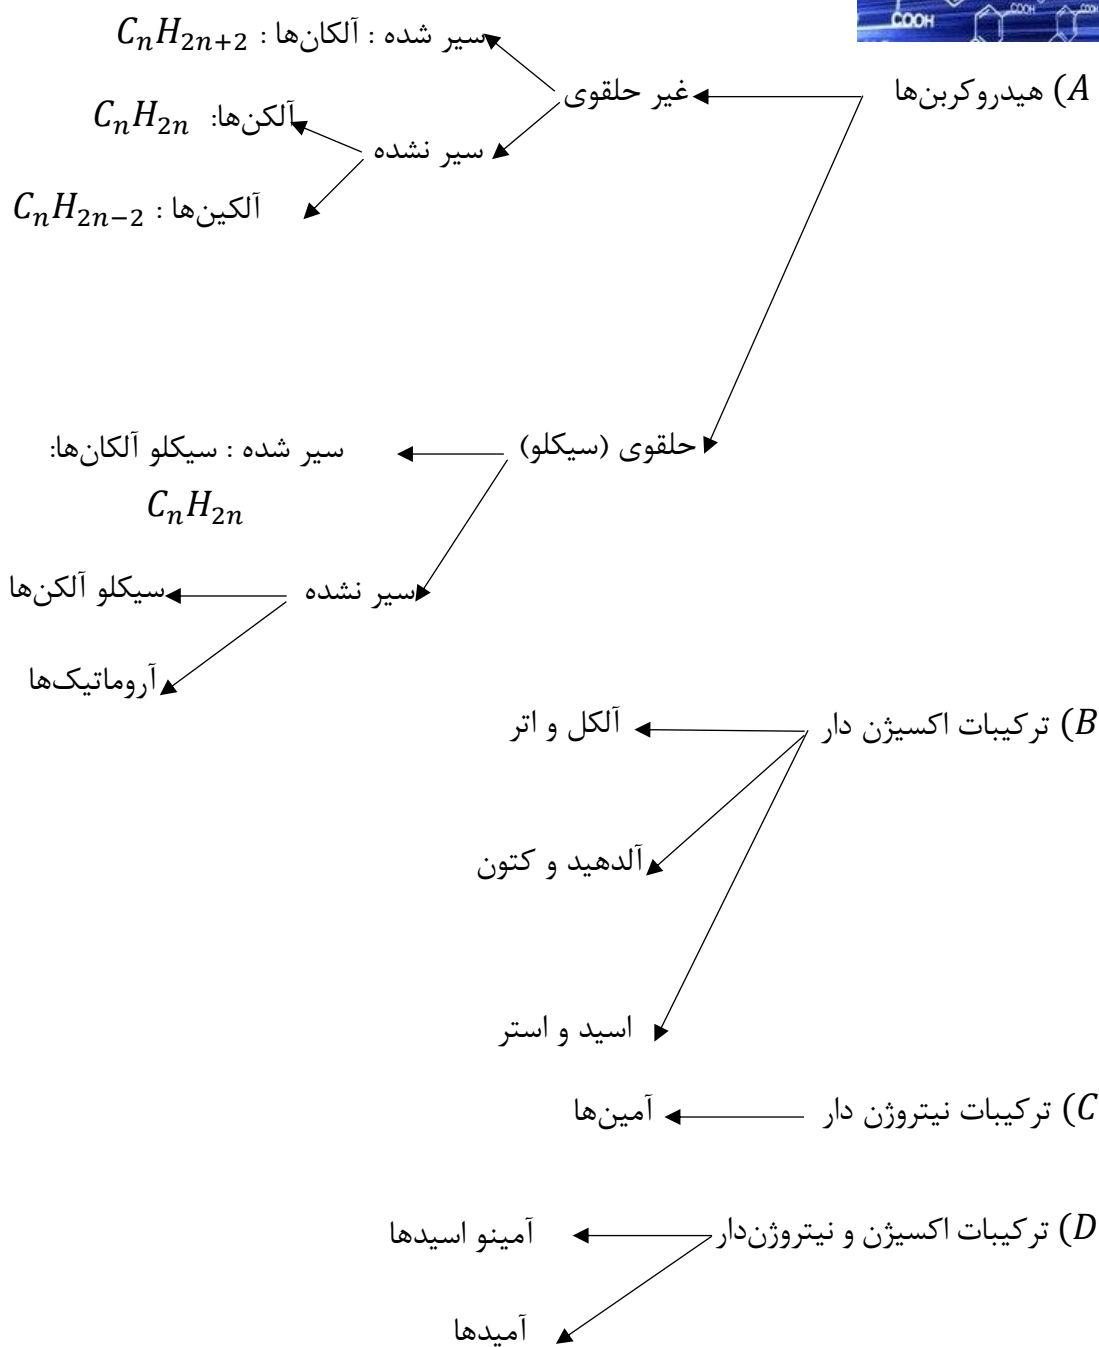 COOH COOH COOH
سیر شده : آلکان‌ها : $C_nH_{2n+2}$
A) هیدروکربن‌ها
غیر حلقوی
آلکن‌ها: $C_nH_{2n}$
سیر نشده
آلکین‌ها : $C_nH_{2n-2}$
حلقوی (سیکلو)
سیر شده : سیکلو آلکان‌ها:
$C_nH_{2n}$
سیر نشده
سیکلو آلکن‌ها
آروماتیک‌ها
B) ترکیبات اکسیژن دار
آلکل و اتر
آلدهید و کتون
اسید و استر
C) ترکیبات نیتروژن دار
آمین‌ها
D) ترکیبات اکسیژن و نیتروژن‌دار
آمینو اسیدها
آمیدها